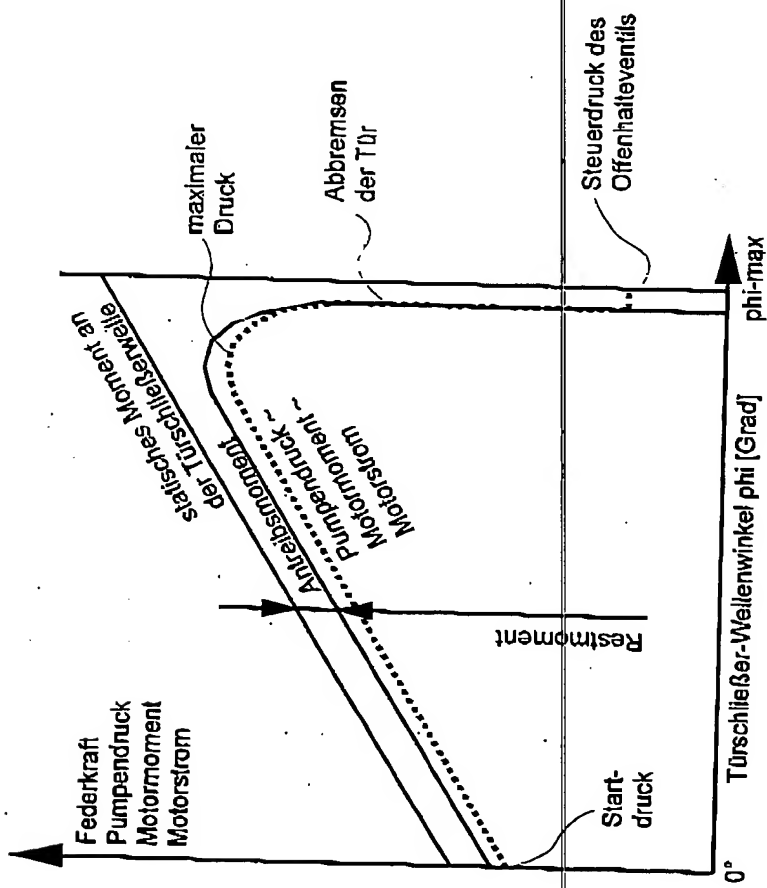 Federkraft
Pumpendruck
Motormoment
Motorstrom
statisches Moment an
der Türschließerwelle
maximaler
Druck
Abbremsen
der Tür
Antreibsmoment
Pumpendruck ~
Motormoment ~
Motorstrom
Restmoment
Start-
druck
Steuerdruck des
Offenhalteventils
0°
Türschließer-Wellenwinkel phi [Grad]
phi-max